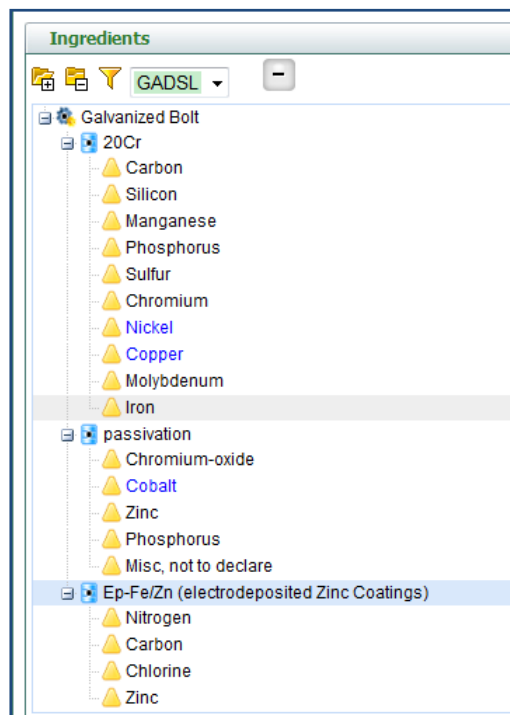 Ingredients
GADSL
Galvanized Bolt
20Cr
Carbon
Silicon
Manganese
Phosphorus
Sulfur
Chromium
Nickel
Copper
Molybdenum
Iron
passivation
Chromium-oxide
Cobalt
Zinc
Phosphorus
Misc, not to declare
Ep-Fe/Zn (electrodeposited Zinc Coatings)
Nitrogen
Carbon
Chlorine
Zinc